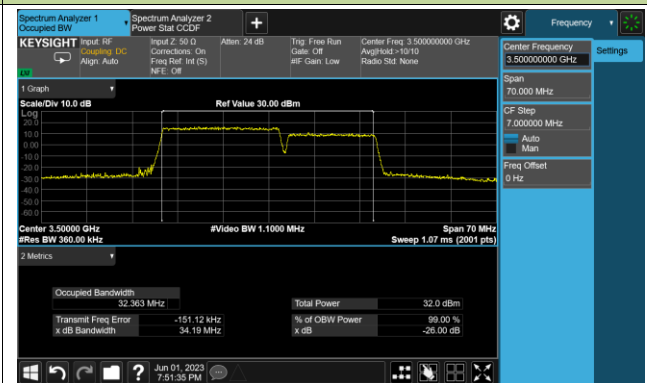 Spectrum Analyzer 1
Occupied BW
Spectrum Analyzer 2
Power Stat CCDF
+
Frequency
KEYSIGHT
Input: RF
Coupling: DC
Align: Auto
Input Z: 50 Ω
Corrections: On
Freq Ref: Int (S)
NFE: Off
Atten: 24 dB
Trig: Free Run
Gate: Off
#IF Gain: Low
Center Freq: 3.500000000 GHz
Avg|Hold:>10/10
Radio Std: None
LXI
Center Frequency
3.500000000 GHz
Settings
Span
70.000 MHz
CF Step
7.000000 MHz
Auto
Man
Freq Offset
0 Hz
1 Graph
Scale/Div 10.0 dB
Ref Value 30.00 dBm
Log
20.0
10.0
0.00
-10.0
-20.0
-30.0
-40.0
-50.0
-60.0
Center 3.50000 GHz
#Video BW 1.1000 MHz
Span 70 MHz
#Res BW 360.00 kHz
Sweep 1.07 ms (2001 pts)
2 Metrics
Occupied Bandwidth
32.363 MHz
Total Power
32.0 dBm
Transmit Freq Error
-151.12 kHz
% of OBW Power
99.00 %
x dB Bandwidth
34.19 MHz
x dB
-26.00 dB
?
Jun 01, 2023
7:51:35 PM